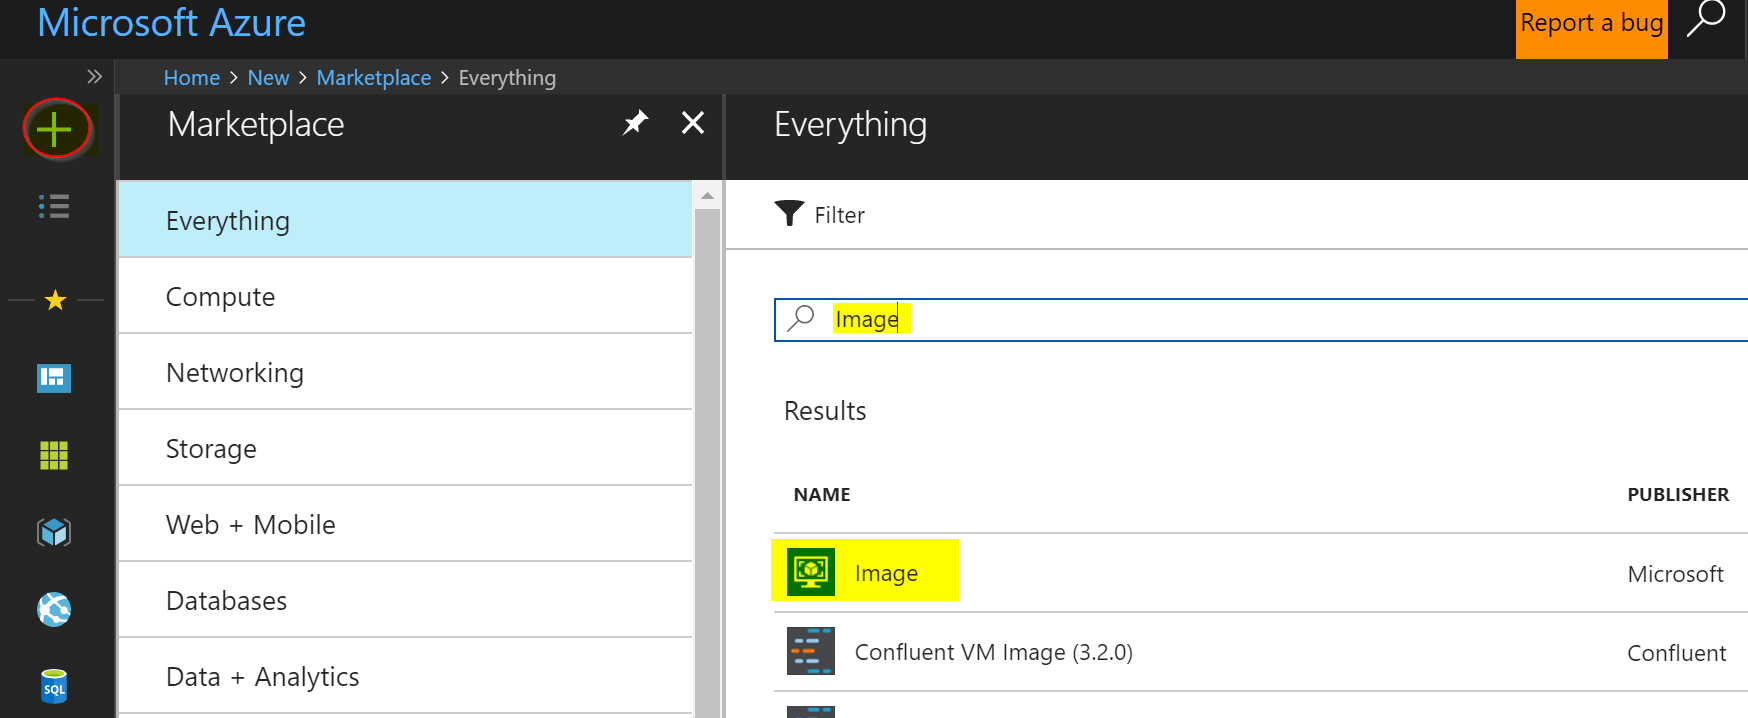 Microsoft Azure
Report a bug
Home > New > Marketplace > Everything
Marketplace
Everything
Compute
Networking
Storage
Web + Mobile
Databases
Data + Analytics
Everything
Filter
Image
Results
NAME PUBLISHER
Image Microsoft
Confluent VM Image (3.2.0) Confluent
SQL